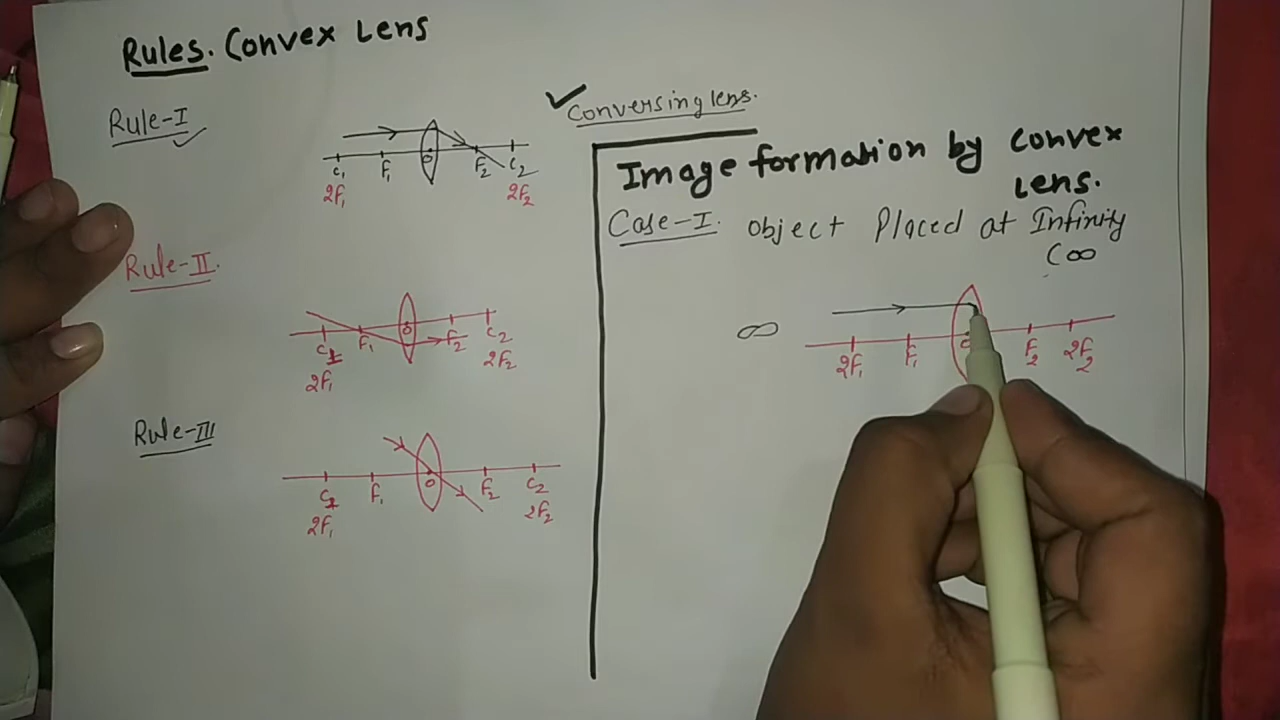 Rules. Convex Lens
Rule-I
C₁ F₁ O F₂ C₂
2F₁ 2F₂
Rule-II.
C₁ F₁ O F₂ C₂
2F₁ 2F₂
Rule-III
C₁ F₁ O F₂ C₂
2F₁ 2F₂
✓Conversing lens.
Image formation by convex
Lens.
Case-I. Object Placed at Infinity
(∞
∞
2F₁ F₁ F₂ 2F₂